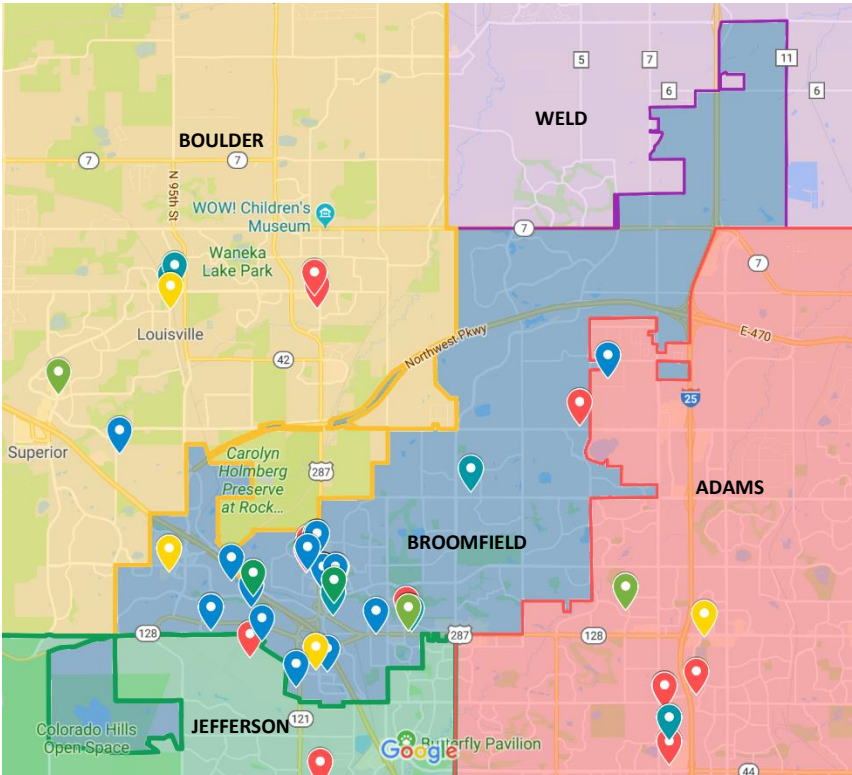 5
7
11
6
6
WELD
BOULDER
7
7
N 95th St
WOW! Children's
Museum
7
Waneka
Lake Park
7
Louisville
Northwest Pkwy
E-470
42
25
Superior
Carolyn
Holmberg
Preserve
at Rock...
287
ADAMS
BROOMFIELD
128
287
128
JEFFERSON
121
Colorado Hills
Open Space
Google
Butterfly Pavilion
44